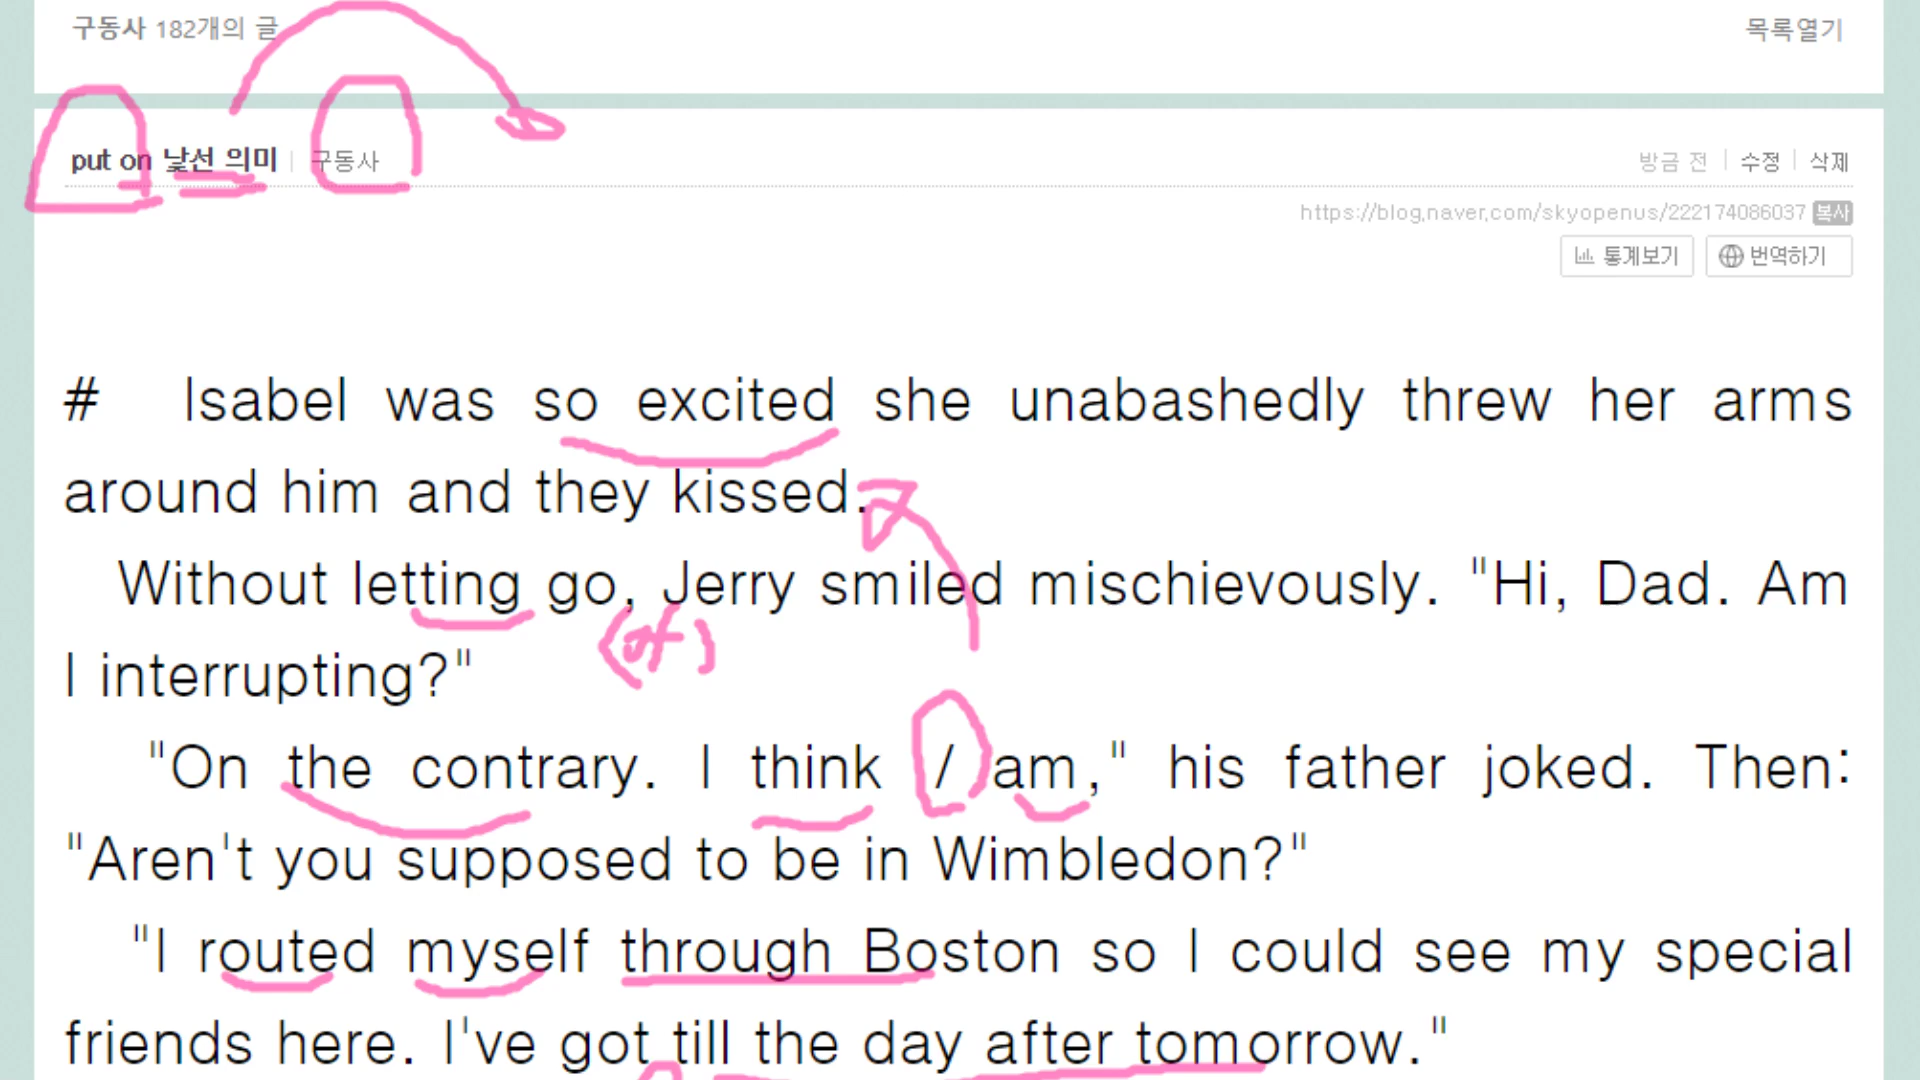 구동사 182개의 글 목록열기
put on 낯선 의미 | 구동사 방금 전 | 수정 | 삭제
https://blog.naver.com/skyopenus/222174086037 복사
통계보기 번역하기
# Isabel was so excited she unabashedly threw her arms
around him and they kissed.
Without letting go, Jerry smiled mischievously. "Hi, Dad. Am
I interrupting?"
"On the contrary. I think / am," his father joked. Then:
"Aren't you supposed to be in Wimbledon?"
"I routed myself through Boston so I could see my special
friends here. I've got till the day after tomorrow."